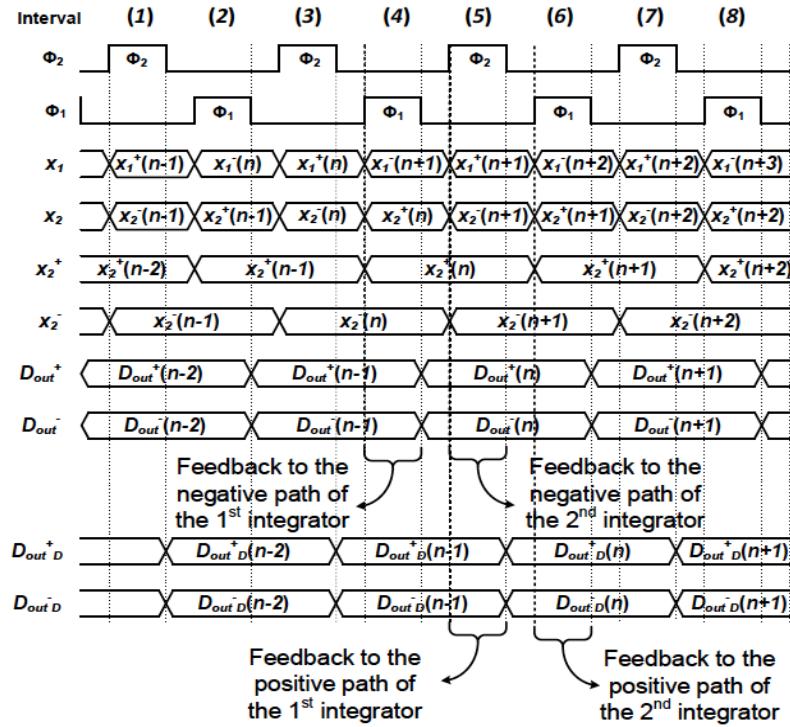 Interval (1) (2) (3) (4) (5) (6) (7) (8)
Φ2 Φ2 Φ2 Φ2 Φ2
Φ1 Φ1 Φ1 Φ1 Φ1
x1 x1+(n-1) x1-(n) x1+(n) x1-(n+1) x1+(n+1) x1-(n+2) x1+(n+2) x1-(n+3)
x2 x2-(n-1) x2+(n-1) x2-(n) x2+(n) x2-(n+1) x2+(n+1) x2-(n+2) x2+(n+2)
x2+ x2+(n-2) x2+(n-1) x2+(n) x2+(n+1) x2+(n+2)
x2- x2-(n-1) x2-(n) x2-(n+1) x2-(n+2)
Dout+ Dout+(n-2) Dout+(n-1) Dout+(n) Dout+(n+1)
Dout- Dout-(n-2) Dout-(n-1) Dout-(n) Dout-(n+1)
Feedback to the
negative path of
the 1st integrator
Feedback to the
negative path of
the 2nd integrator
Dout+D Dout+D(n-2) Dout+D(n-1) Dout+D(n) Dout+D(n+1)
Dout-D Dout-D(n-2) Dout-D(n-1) Dout-D(n) Dout-D(n+1)
Feedback to the
positive path of
the 1st integrator
Feedback to the
positive path of
the 2nd integrator